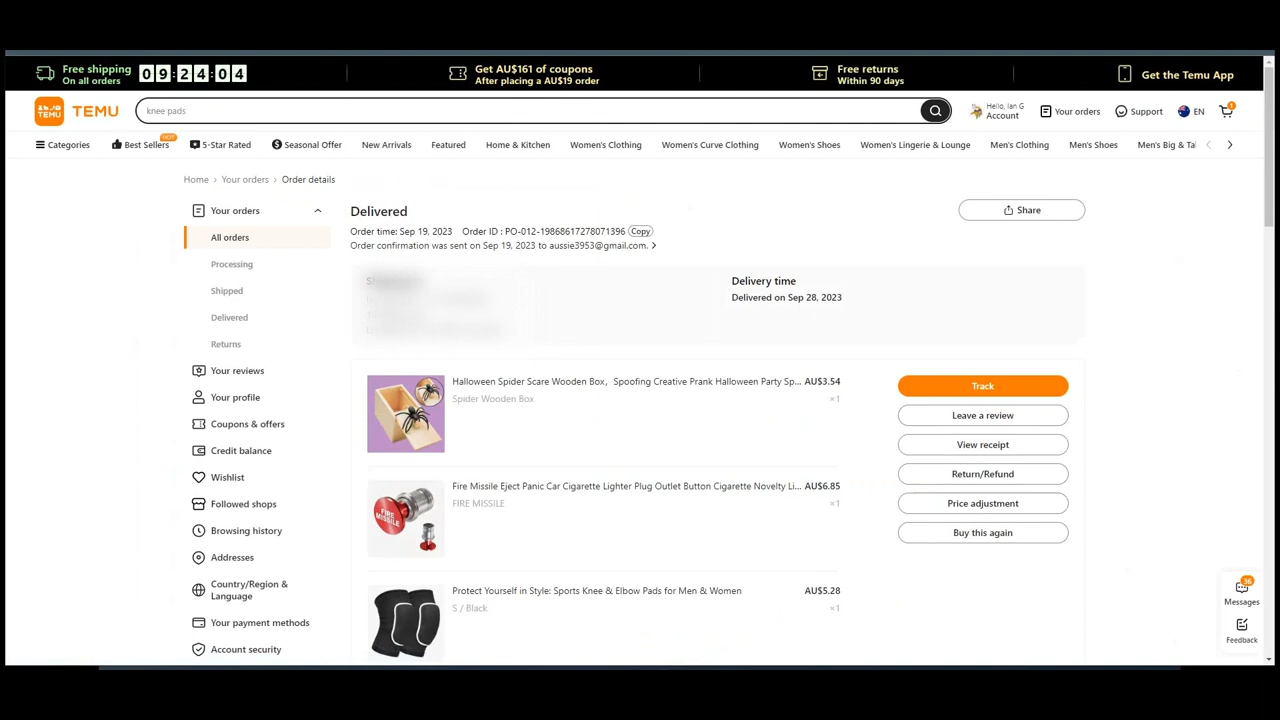 Free shipping
On all orders
09:24:04
Get AU$161 of coupons
After placing a AU$19 order
Free returns
Within 90 days
Get the Temu App
TEMU
TEMU
knee pads
Hello, Ian G
Account
Your orders
Support
EN
1
Categories
Best Sellers
HOT
5-Star Rated
Seasonal Offer
New Arrivals
Featured
Home & Kitchen
Women's Clothing
Women's Curve Clothing
Women's Shoes
Women's Lingerie & Lounge
Men's Clothing
Men's Shoes
Men's Big & Ta
Home > Your orders > Order details
Your orders
All orders
Processing
Shipped
Delivered
Returns
Your reviews
Your profile
Coupons & offers
Credit balance
Wishlist
Followed shops
Browsing history
Addresses
Country/Region &
Language
Your payment methods
Account security
Delivered
Share
Order time: Sep 19, 2023 Order ID : PO-012-19868617278071396 Copy
Order confirmation was sent on Sep 19, 2023 to aussie3953@gmail.com. >
Delivery time
Delivered on Sep 28, 2023
Halloween Spider Scare Wooden Box，Spoofing Creative Prank Halloween Party Sp... AU$3.54
Spider Wooden Box ×1
Fire Missile Eject Panic Car Cigarette Lighter Plug Outlet Button Cigarette Novelty Li... AU$6.85
FIRE MISSILE ×1
FIRE
MISSILE
Protect Yourself in Style: Sports Knee & Elbow Pads for Men & Women AU$5.28
S / Black ×1
Track
Leave a review
View receipt
Return/Refund
Price adjustment
Buy this again
36
Messages
Feedback